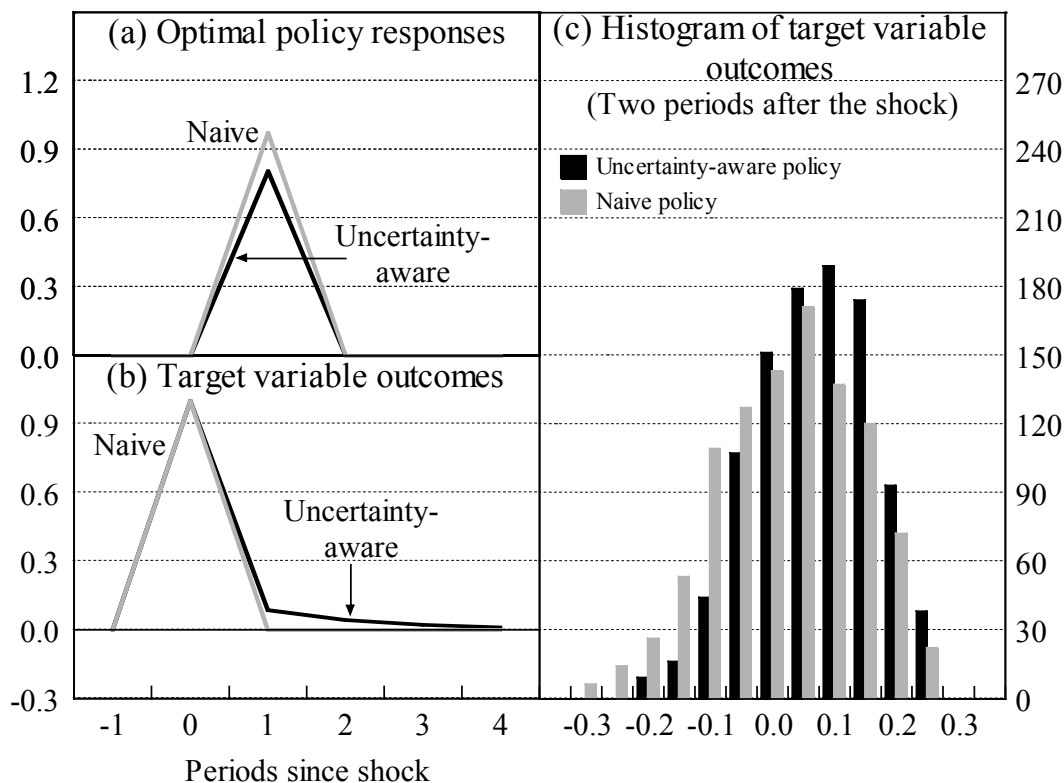 (a) Optimal policy responses
1.2
0.9
0.6
0.3
0.0
Naive
Uncertainty-
aware
(b) Target variable outcomes
0.9
0.6
0.3
0.0
-0.3
Naive
Uncertainty-
aware
-1 0 1 2 3 4
Periods since shock
(c) Histogram of target variable
outcomes
(Two periods after the shock)
Uncertainty-aware policy
Naive policy
270
240
210
180
150
120
90
60
30
0
-0.3 -0.2 -0.1 0.0 0.1 0.2 0.3